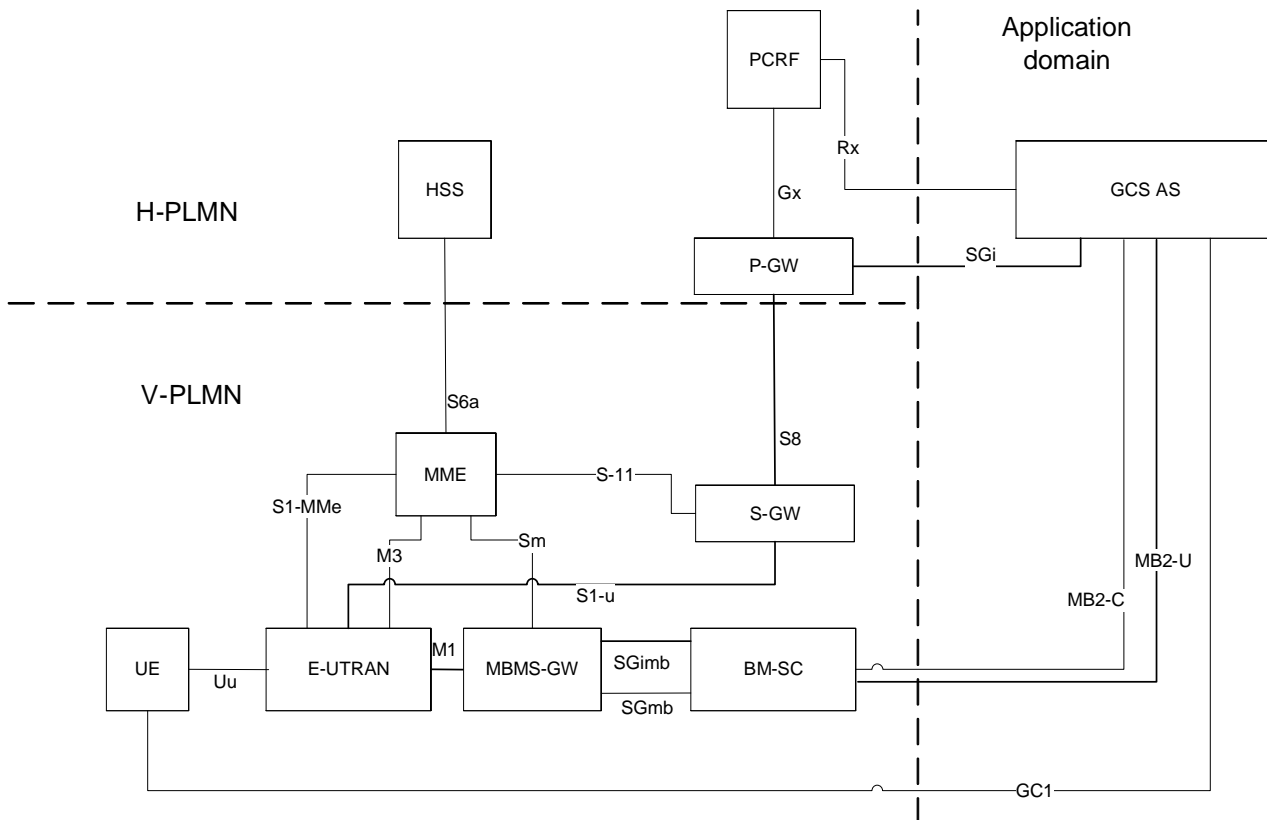 Application
domain
PCRF
Rx
HSS
GCS AS
Gx
H-PLMN
SGi
P-GW
V-PLMN
S6a
S8
MME
S-11
S1-MMe
S-GW
Sm
M3
MB2-U
S1-u
MB2-C
M1
UE
E-UTRAN
MBMS-GW
SGimb
BM-SC
Uu
SGmb
GC1